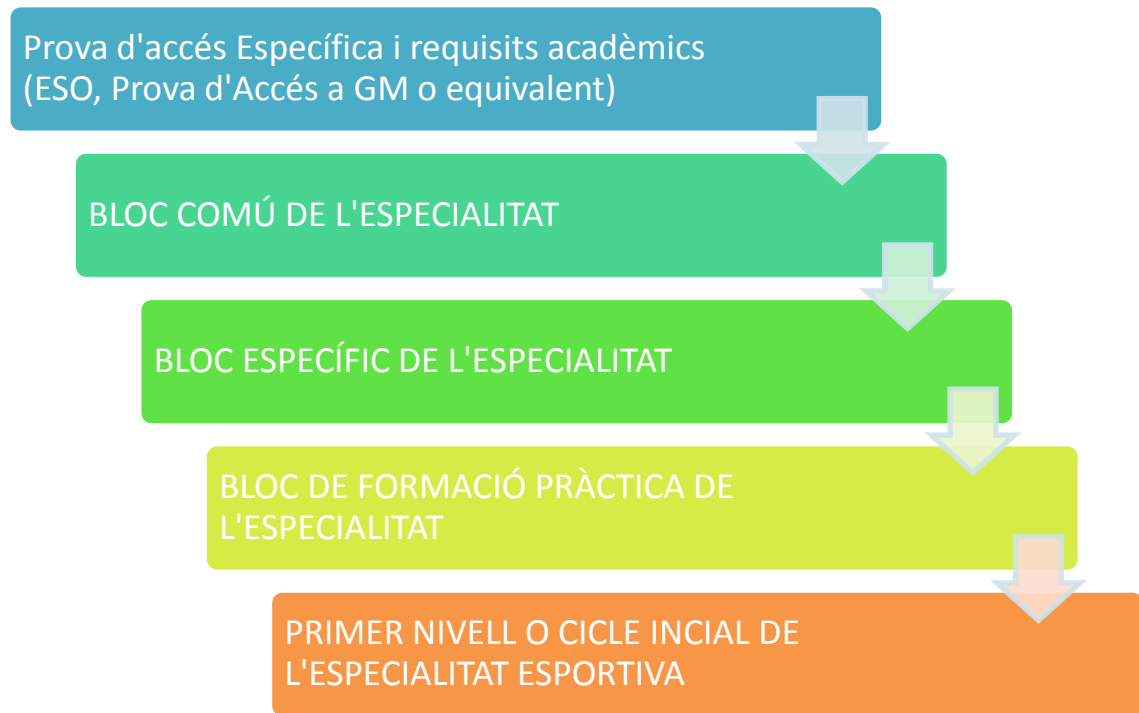 Prova d'accés Específica i requisits acadèmics
(ESO, Prova d'Accés a GM o equivalent)
BLOC COMÚ DE L'ESPECIALITAT
BLOC ESPECÍFIC DE L'ESPECIALITAT
BLOC DE FORMACIÓ PRÀCTICA DE
L'ESPECIALITAT
PRIMER NIVELL O CICLE INCIAL DE
L'ESPECIALITAT ESPORTIVA